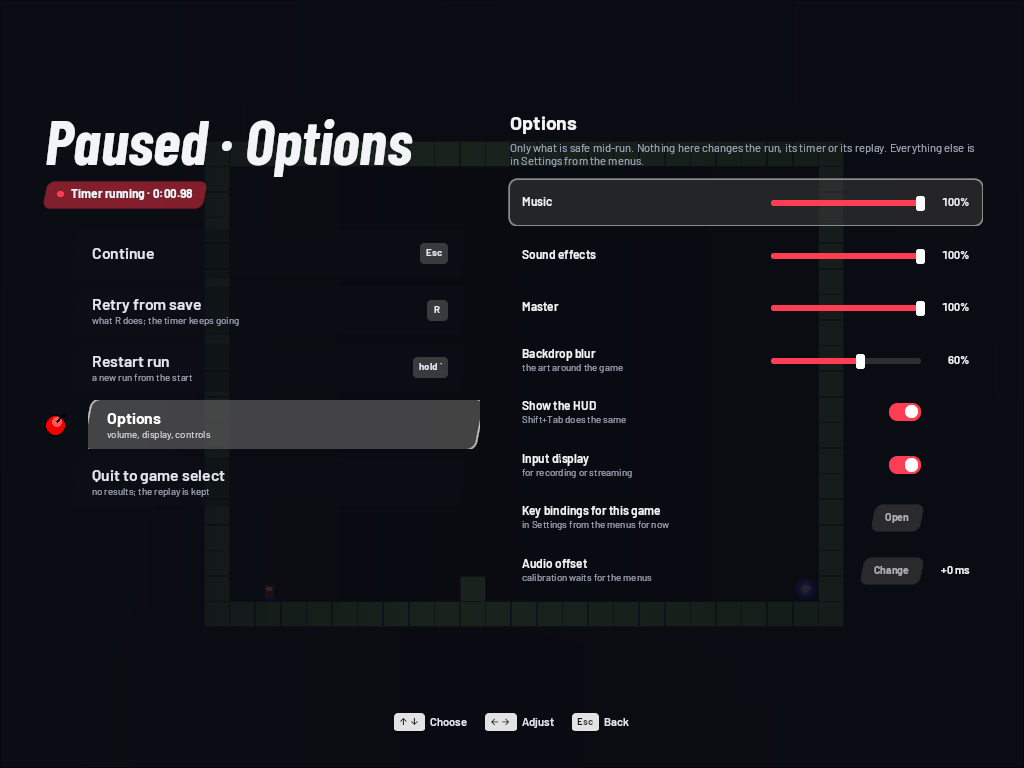 Paused · Options
Timer running · 0:00.98
Continue
Esc
Retry from save
what R does; the timer keeps going
R
Restart run
a new run from the start
hold `
Options
volume, display, controls
Quit to game select
no results; the replay is kept
Options
Only what is safe mid-run. Nothing here changes the run, its timer or its replay. Everything else is
in Settings from the menus.
Music
100%
Sound effects
100%
Master
100%
Backdrop blur
the art around the game
60%
Show the HUD
Shift+Tab does the same
Input display
for recording or streaming
Key bindings for this game
in Settings from the menus for now
Open
Audio offset
calibration waits for the menus
Change
+0 ms
↑ ↓ Choose ← → Adjust Esc Back